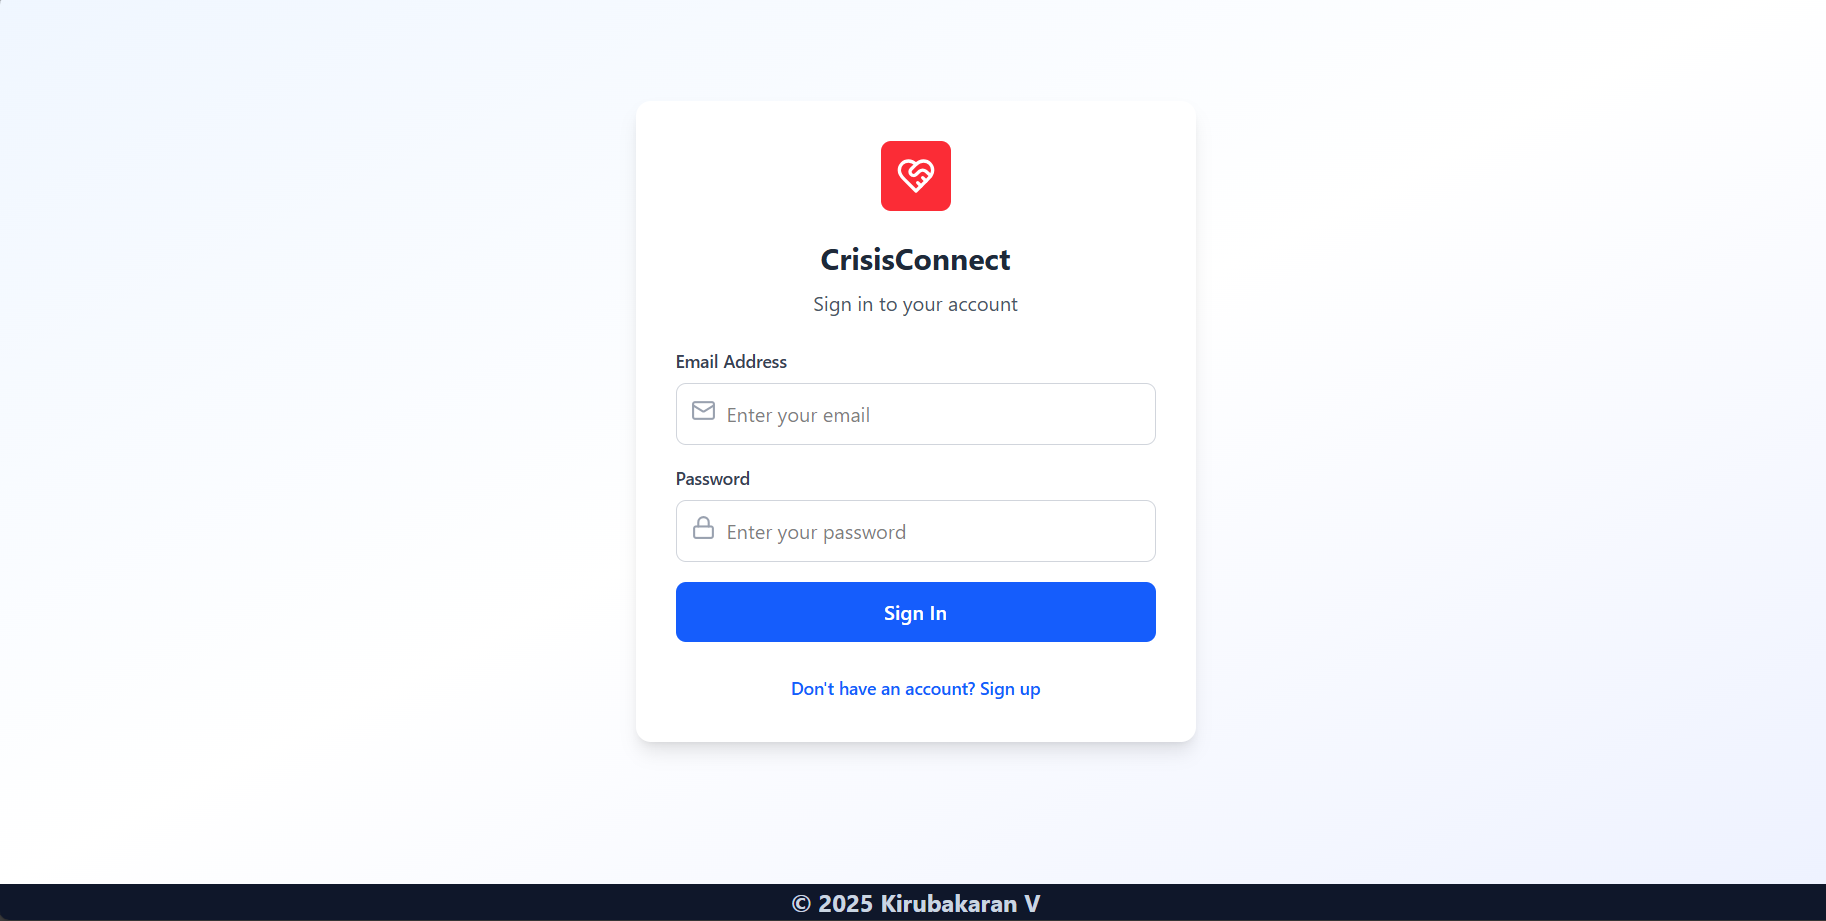 CrisisConnect
Sign in to your account
Email Address
Enter your email
Password
Enter your password
Sign In
Don't have an account? Sign up
© 2025 Kirubakaran V